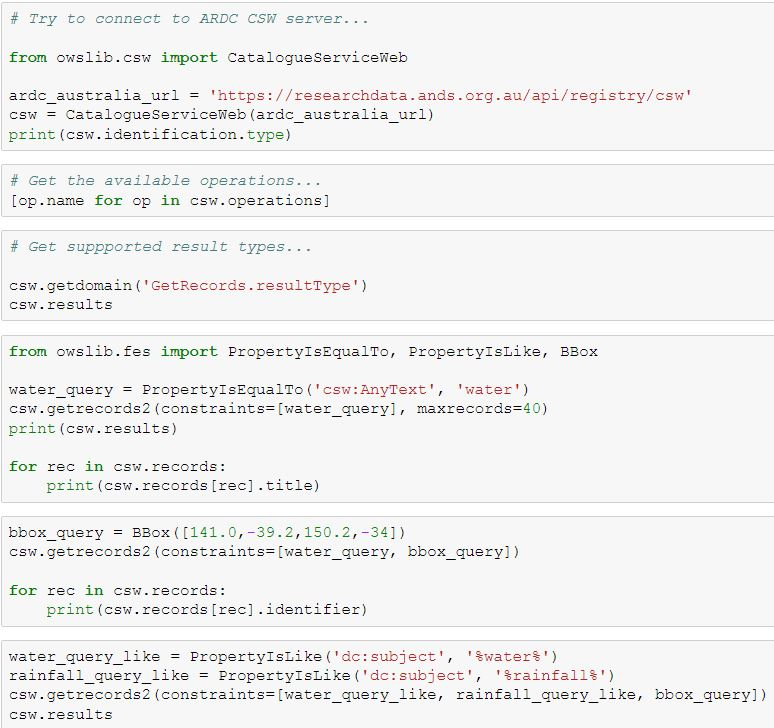 # Try to connect to ARDC CSW server...
from owslib.csw import CatalogueServiceWeb
ardc_australia_url = 'https://researchdata.ands.org.au/api/registry/csw'
csw = CatalogueServiceWeb(ardc_australia_url)
print(csw.identification.type)
# Get the available operations...
[op.name for op in csw.operations]
# Get suppported result types...
csw.getdomain('GetRecords.resultType')
csw.results
from owslib.fes import PropertyIsEqualTo, PropertyIsLike, BBox
water_query = PropertyIsEqualTo('csw:AnyText', 'water')
csw.getrecords2(constraints=[water_query], maxrecords=40)
print(csw.results)
for rec in csw.records:
    print(csw.records[rec].title)
bbox_query = BBox([141.0,-39.2,150.2,-34])
csw.getrecords2(constraints=[water_query, bbox_query])
for rec in csw.records:
    print(csw.records[rec].identifier)
water_query_like = PropertyIsLike('dc:subject', '%water%')
rainfall_query_like = PropertyIsLike('dc:subject', '%rainfall%')
csw.getrecords2(constraints=[water_query_like, rainfall_query_like, bbox_query])
csw.results